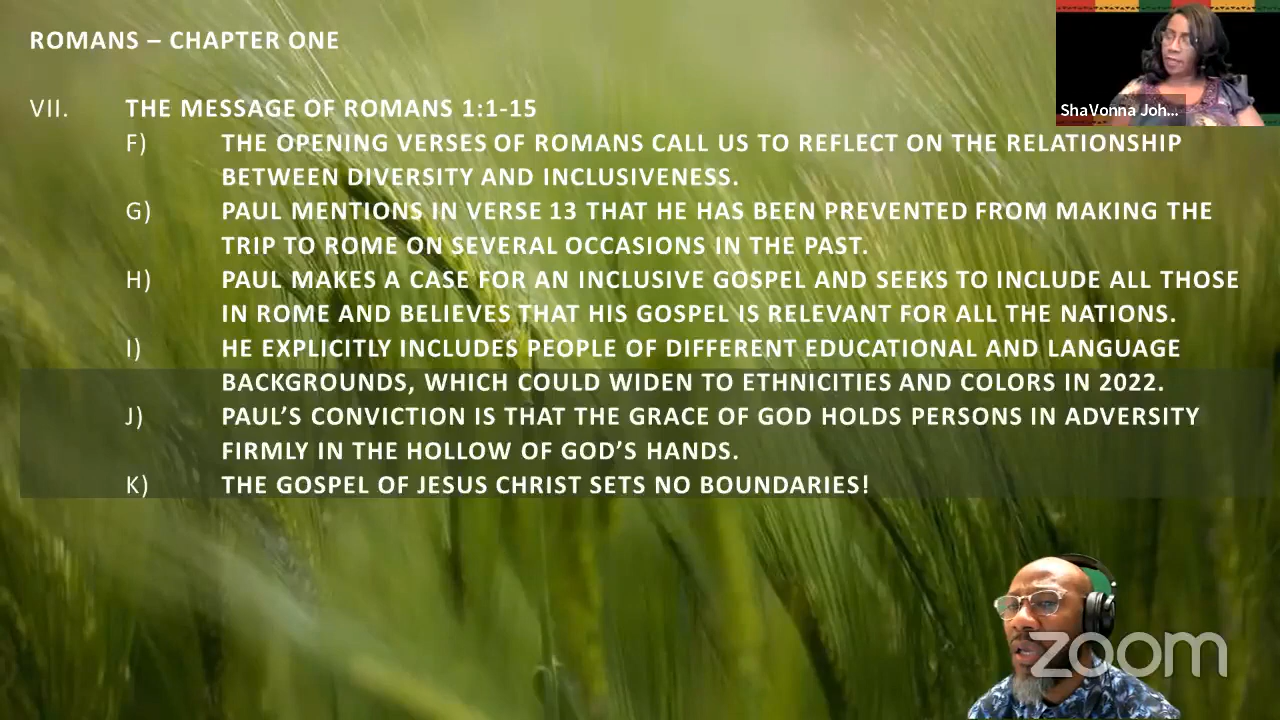 ROMANS – CHAPTER ONE
VII. THE MESSAGE OF ROMANS 1:1-15
F) THE OPENING VERSES OF ROMANS CALL US TO REFLECT ON THE RELATIONSHIP
BETWEEN DIVERSITY AND INCLUSIVENESS.
G) PAUL MENTIONS IN VERSE 13 THAT HE HAS BEEN PREVENTED FROM MAKING THE
TRIP TO ROME ON SEVERAL OCCASIONS IN THE PAST.
H) PAUL MAKES A CASE FOR AN INCLUSIVE GOSPEL AND SEEKS TO INCLUDE ALL THOSE
IN ROME AND BELIEVES THAT HIS GOSPEL IS RELEVANT FOR ALL THE NATIONS.
I) HE EXPLICITLY INCLUDES PEOPLE OF DIFFERENT EDUCATIONAL AND LANGUAGE
BACKGROUNDS, WHICH COULD WIDEN TO ETHNICITIES AND COLORS IN 2022.
J) PAUL’S CONVICTION IS THAT THE GRACE OF GOD HOLDS PERSONS IN ADVERSITY
FIRMLY IN THE HOLLOW OF GOD’S HANDS.
K) THE GOSPEL OF JESUS CHRIST SETS NO BOUNDARIES!
ShaVonna Joh...
zoom